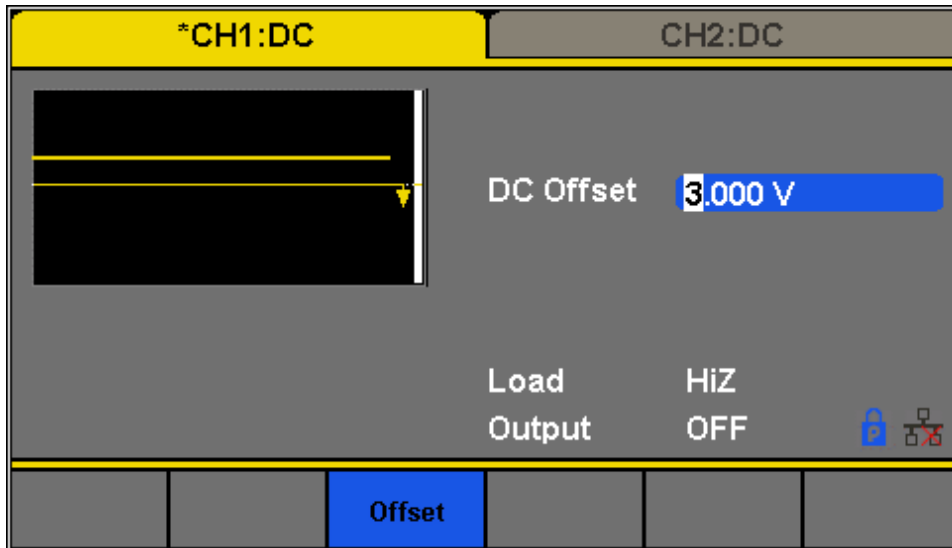 *CH1:DC
CH2:DC
DC Offset 3.000 V
Load HiZ
Output OFF
P
Offset